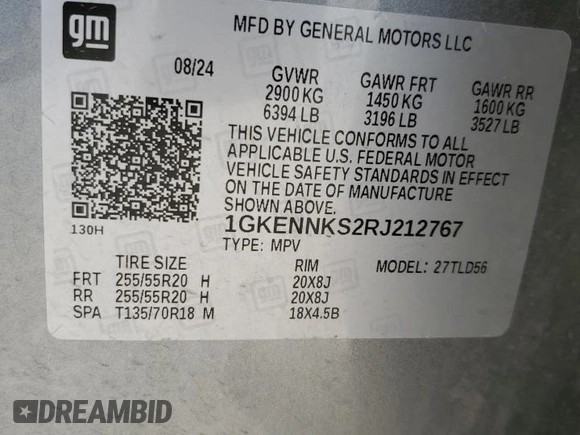 gm
MFD BY GENERAL MOTORS LLC
08/24
GVWR GAWR FRT GAWR RR
2900 KG 1450 KG 1600 KG
6394 LB 3196 LB 3527 LB
THIS VEHICLE CONFORMS TO ALL
APPLICABLE U.S. FEDERAL MOTOR
VEHICLE SAFETY STANDARDS IN EFFECT
ON THE DATE OF MANUFACTURE
SHOWN ABOVE.
130H
1GKENNKS2RJ212767
TYPE: MPV
TIRE SIZE RIM MODEL: 27TLD56
FRT 255/55R20 H 20X8J
RR 255/55R20 H 20X8J
SPA T135/70R18 M 18X4.5B
DREAMBID